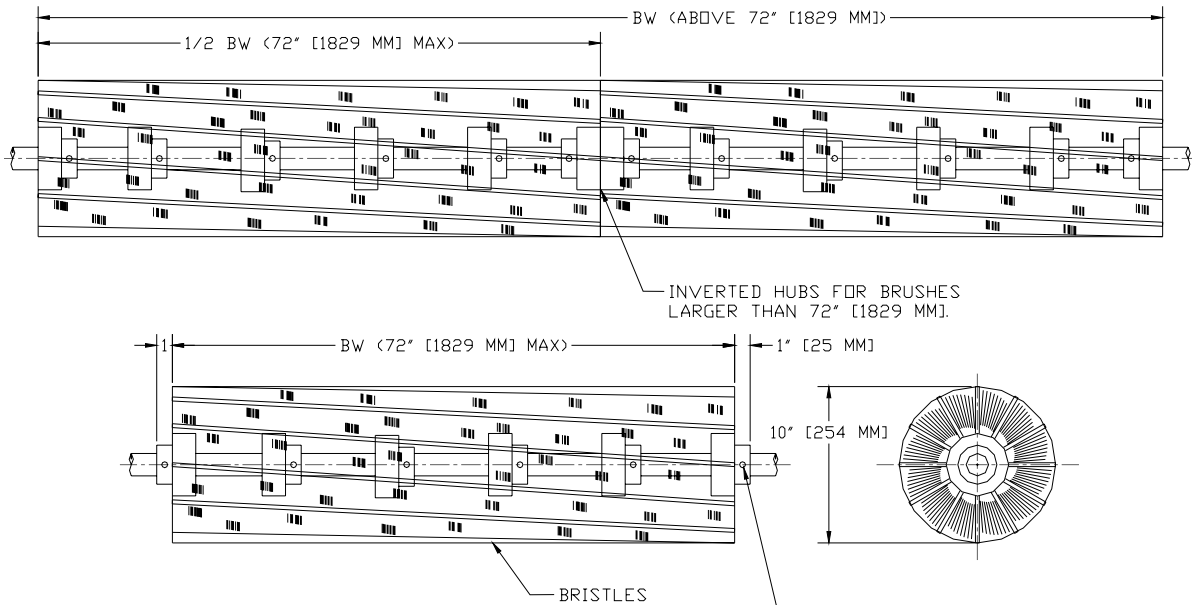 BW (ABOVE 72" [1829 MM])
1/2 BW (72" [1829 MM] MAX)
INVERTED HUBS FOR BRUSHES
LARGER THAN 72" [1829 MM].
1
BW (72" [1829 MM] MAX)
1" [25 MM]
10" [254 MM]
BRISTLES